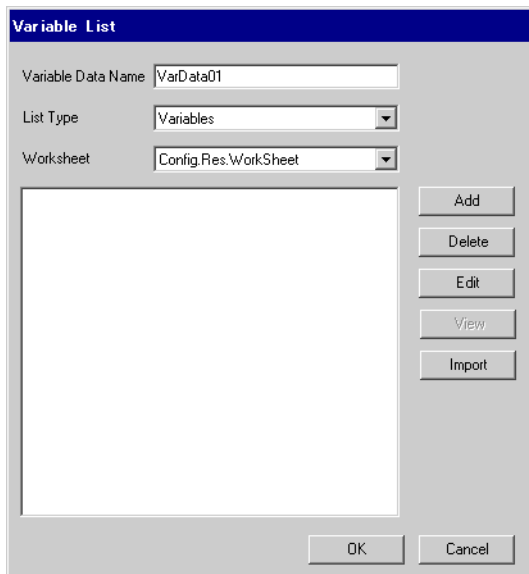 Variable List
Variable Data Name VarData01
List Type Variables
Worksheet Config.Res.WorkSheet
Add
Delete
Edit
View
Import
OK Cancel